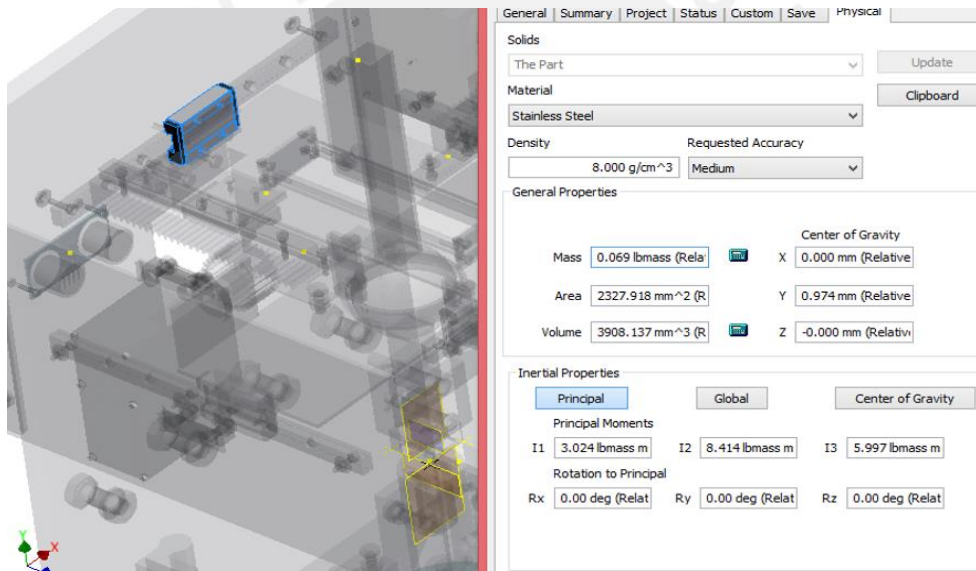 General Summary Project Status Custom Save Physical
Solids
The Part Update
Material Clipboard
Stainless Steel
Density Requested Accuracy
8.000 g/cm^3 Medium
General Properties
Center of Gravity
Mass 0.069 lbmass (Rela X 0.000 mm (Relative
Area 2327.918 mm^2 (R Y 0.974 mm (Relative
Volume 3908.137 mm^3 (R Z -0.000 mm (Relativ
Inertial Properties
Principal Global Center of Gravity
Principal Moments
I1 3.024 lbmass m I2 8.414 lbmass m I3 5.997 lbmass m
Rotation to Principal
Rx 0.00 deg (Relat Ry 0.00 deg (Relat Rz 0.00 deg (Relat
Y X